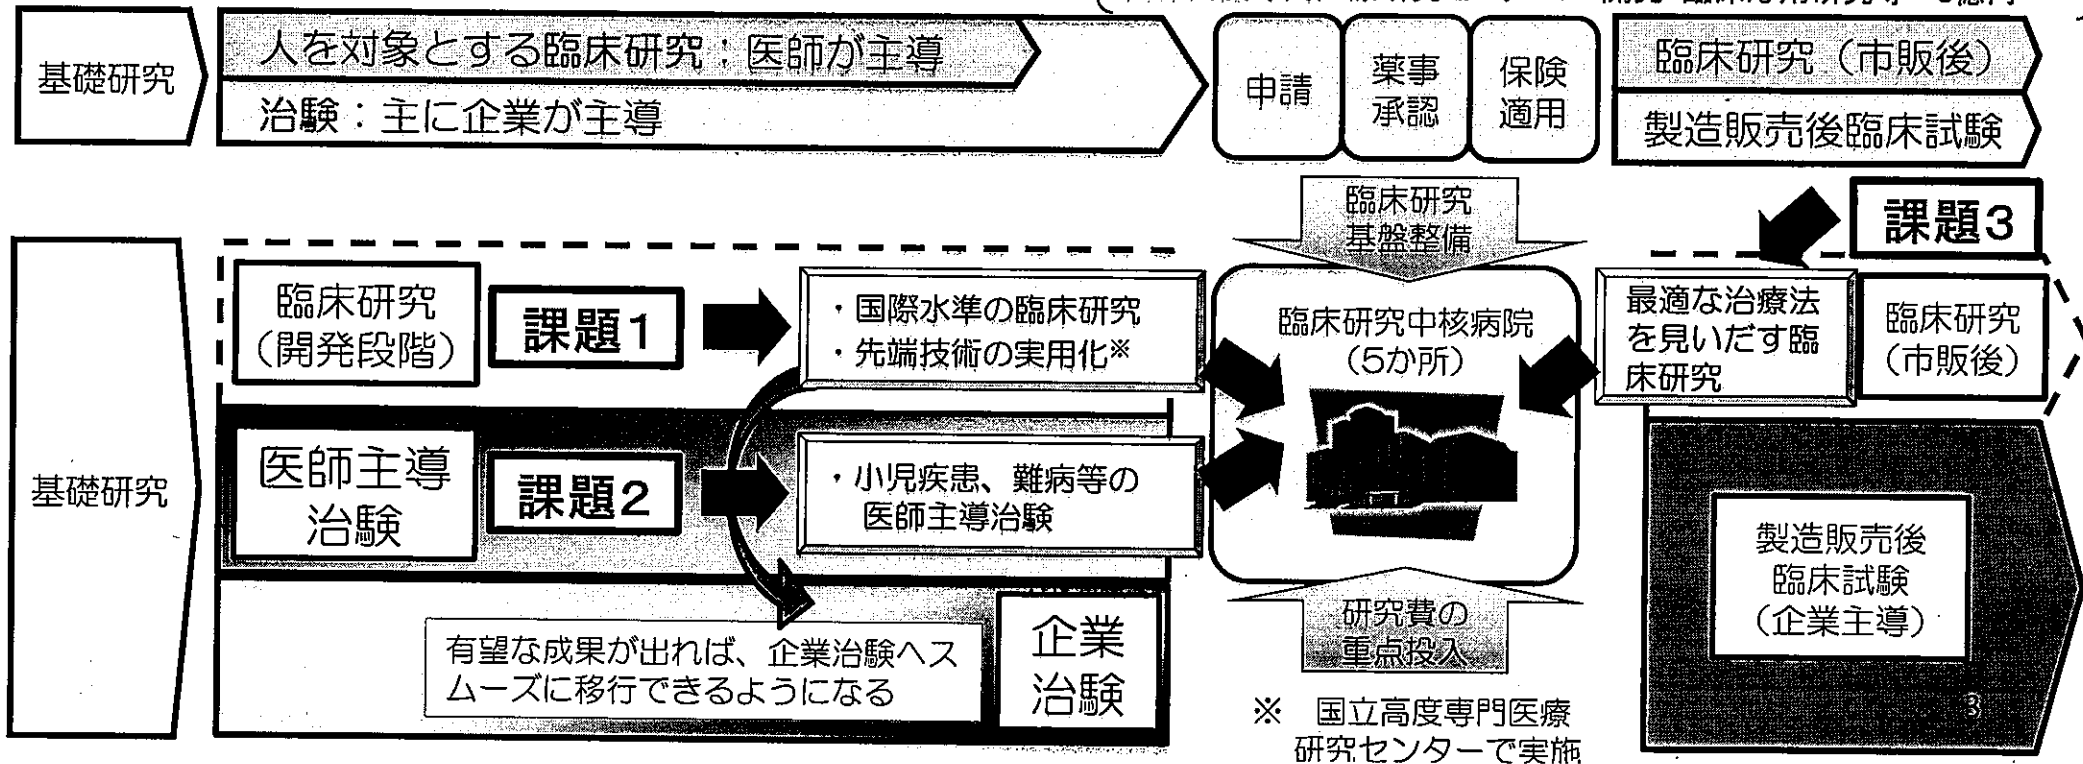 基礎研究
人を対象とする臨床研究：医師が主導
治験：主に企業が主導
申請
薬事
承認
保険
適用
臨床研究（市販後）
製造販売後臨床試験
臨床研究
基盤整備
課題3
基礎研究
臨床研究
（開発段階）
課題1
・国際水準の臨床研究
・先端技術の実用化※
臨床研究中核病院
（5か所）
最適な治療法
を見いだす臨
床研究
臨床研究
（市販後）
医師主導
治験
課題2
・小児疾患、難病等の
医師主導治験
有望な成果が出れば、企業治験へス
ムーズに移行できるようになる
企業
治験
研究費の
重点投入
製造販売後
臨床試験
（企業主導）
※　国立高度専門医療
研究センターで実施
3